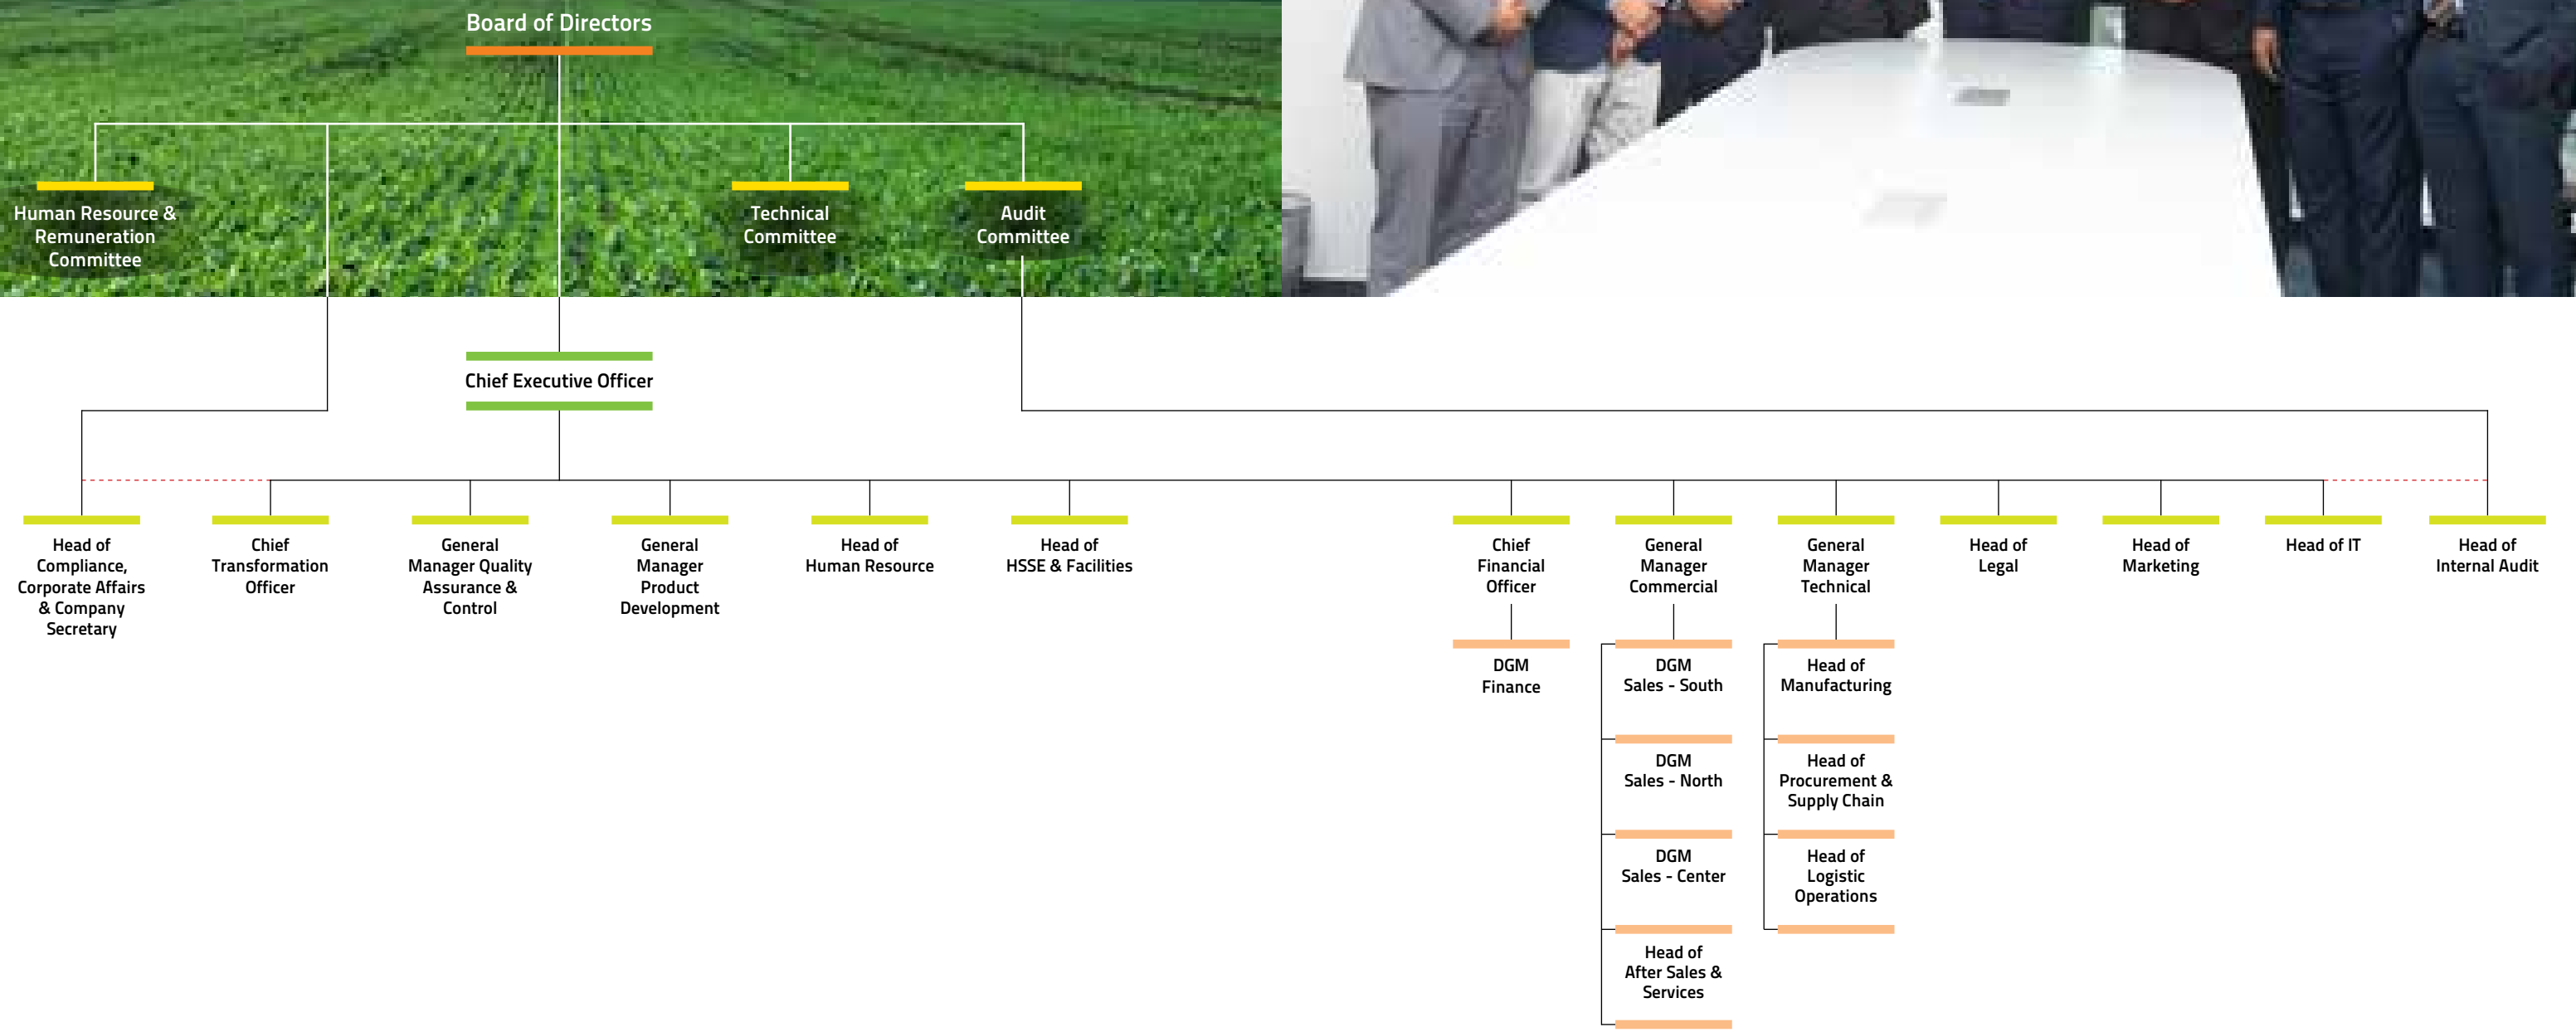 Board of Directors
Human Resource &
Remuneration
Committee
Technical
Committee
Audit
Committee
Chief Executive Officer
Head of
Compliance,
Corporate Affairs
& Company
Secretary
Chief
Transformation
Officer
General
Manager Quality
Assurance &
Control
General
Manager
Product
Development
Head of
Human Resource
Head of
HSSE & Facilities
Chief
Financial
Officer
General
Manager
Commercial
General
Manager
Technical
Head of
Legal
Head of
Marketing
Head of IT
Head of
Internal Audit
DGM
Finance
DGM
Sales - South
DGM
Sales - North
DGM
Sales - Center
Head of
After Sales &
Services
Head of
Manufacturing
Head of
Procurement &
Supply Chain
Head of
Logistic
Operations